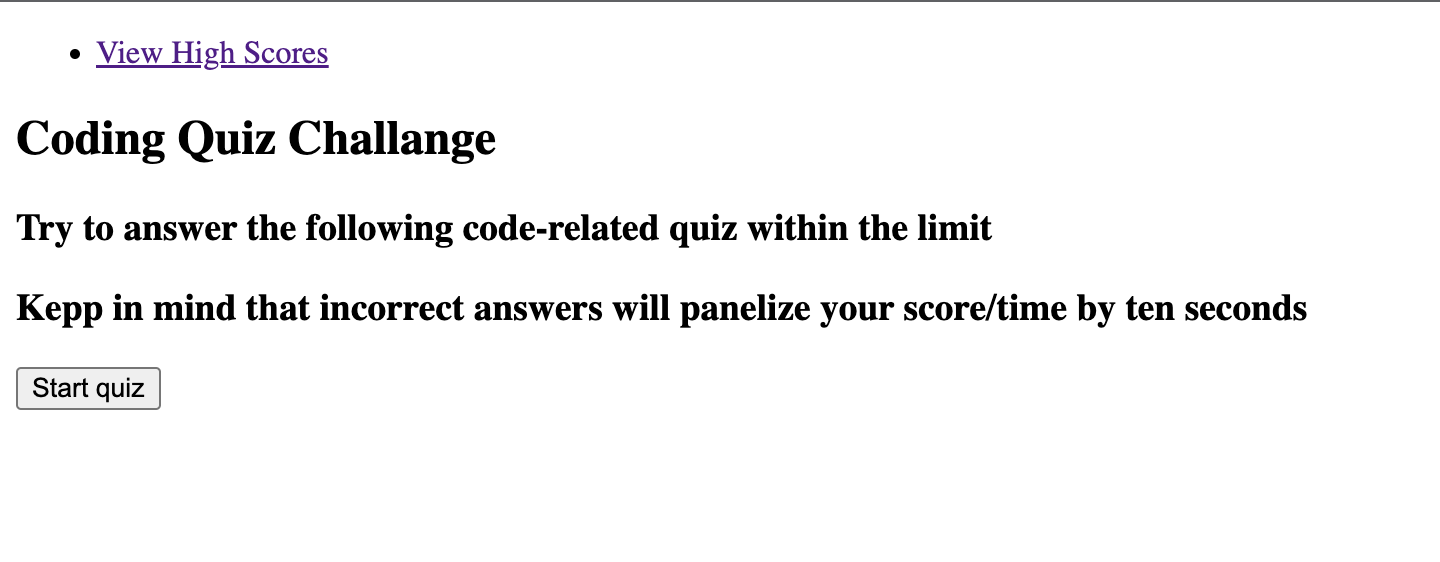 View High Scores
Coding Quiz Challange
Try to answer the following code-related quiz within the limit
Kepp in mind that incorrect answers will panelize your score/time by ten seconds
Start quiz